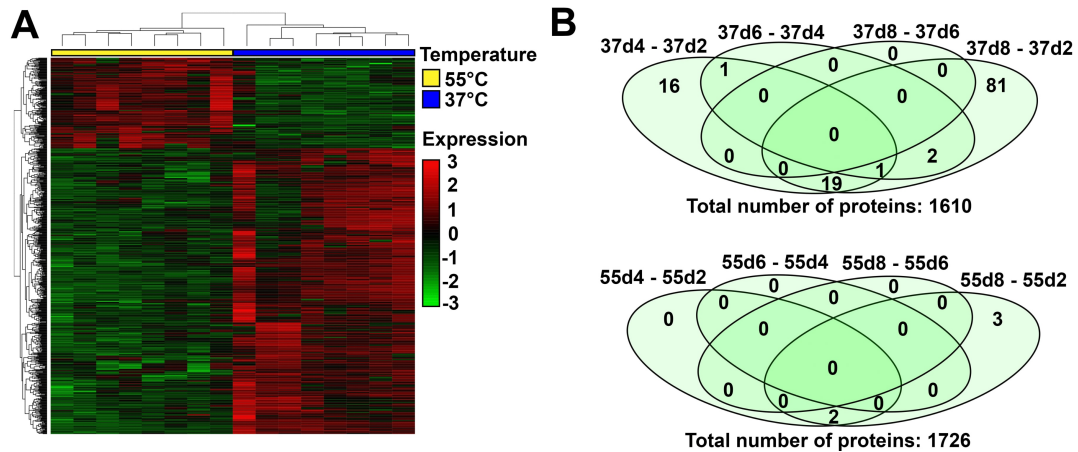 A
Temperature
55°C
37°C
Expression
3
2
1
0
-1
-2
-3
B
37d4 - 37d2
37d6 - 37d4
37d8 - 37d6
37d8 - 37d2
16
1
0
0
0
81
0
0
0
0
0
1
2
19
Total number of proteins: 1610
55d4 - 55d2
55d6 - 55d4
55d8 - 55d6
55d8 - 55d2
0
0
0
0
0
0
3
0
0
0
0
0
0
0
2
Total number of proteins: 1726